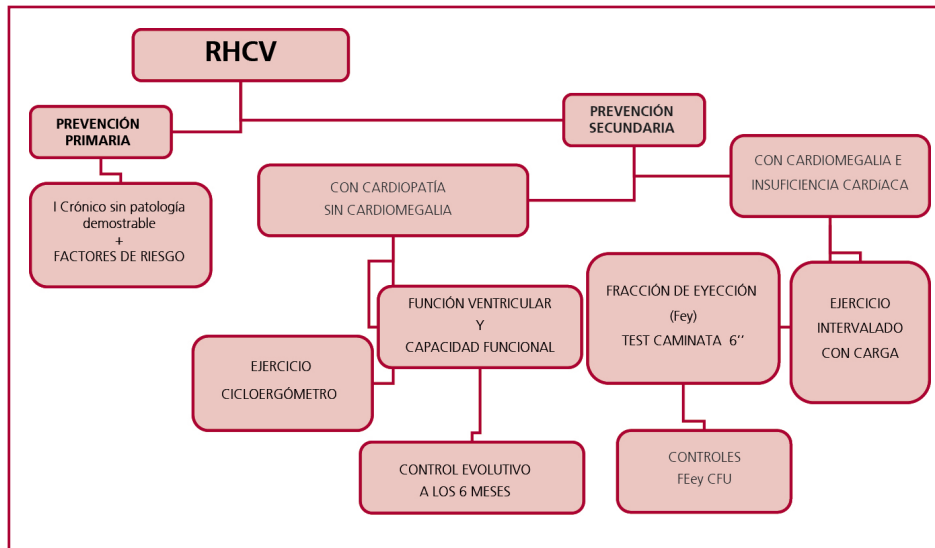 RHCV
PREVENCIÓN
PRIMARIA
PREVENCIÓN
SECUNDARIA
I Crónico sin patología
demostrable
+
FACTORES DE RIESGO
CON CARDIOPATÍA
SIN CARDIOMEGALIA
CON CARDIOMEGALIA E
INSUFICIENCIA CARDÍACA
FUNCIÓN VENTRICULAR
Y
CAPACIDAD FUNCIONAL
EJERCICIO
CICLOERGÓMETRO
CONTROL EVOLUTIVO
A LOS 6 MESES
FRACCIÓN DE EYECCIÓN
(Fey)
TEST CAMINATA 6’’
EJERCICIO
INTERVALADO
CON CARGA
CONTROLES
FEey CFU